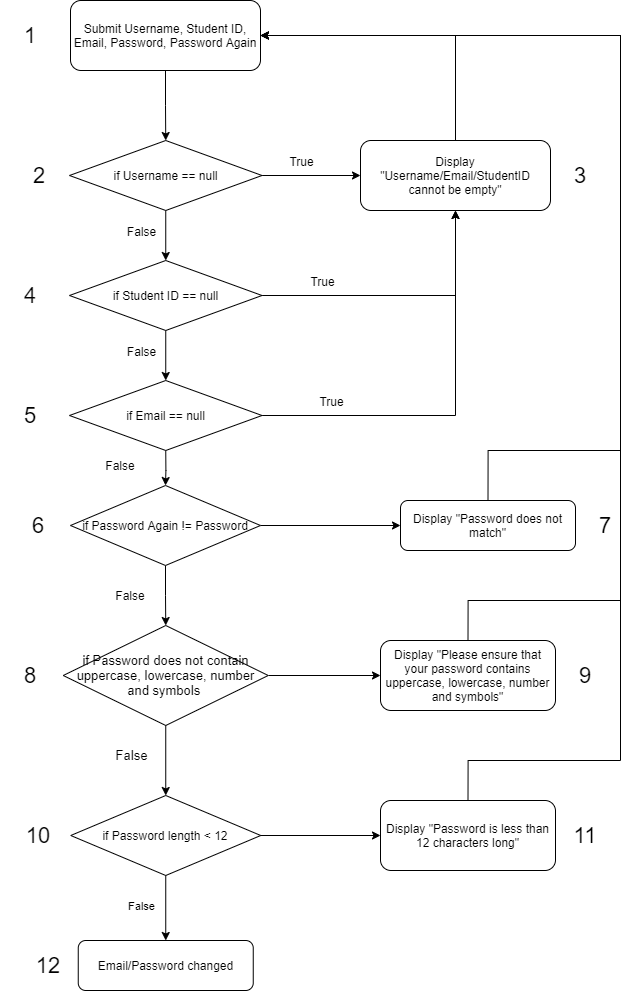 1
Submit Username, Student ID,
Email, Password, Password Again
2
if Username == null
True
Display
"Username/Email/StudentID
cannot be empty"
3
False
4
if Student ID == null
True
False
5
if Email == null
True
False
6
if Password Again != Password
Display "Password does not
match"
7
False
8
if Password does not contain
uppercase, lowercase, number
and symbols
Display "Please ensure that
your password contains
uppercase, lowercase, number
and symbols"
9
False
10
if Password length < 12
Display "Password is less than
12 characters long"
11
False
12
Email/Password changed